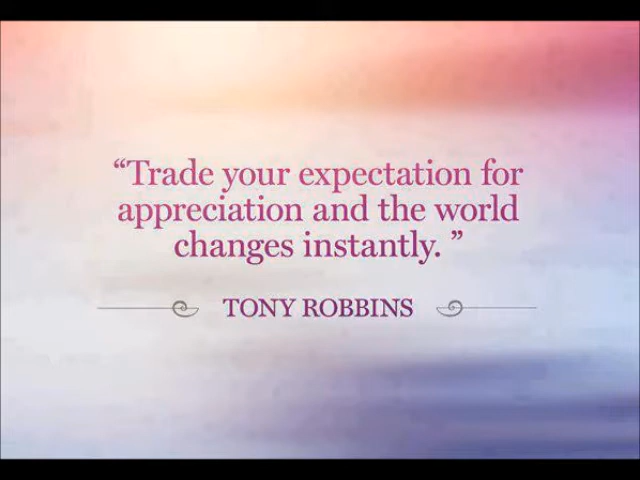 “Trade your expectation for
appreciation and the world
changes instantly. ”
TONY ROBBINS